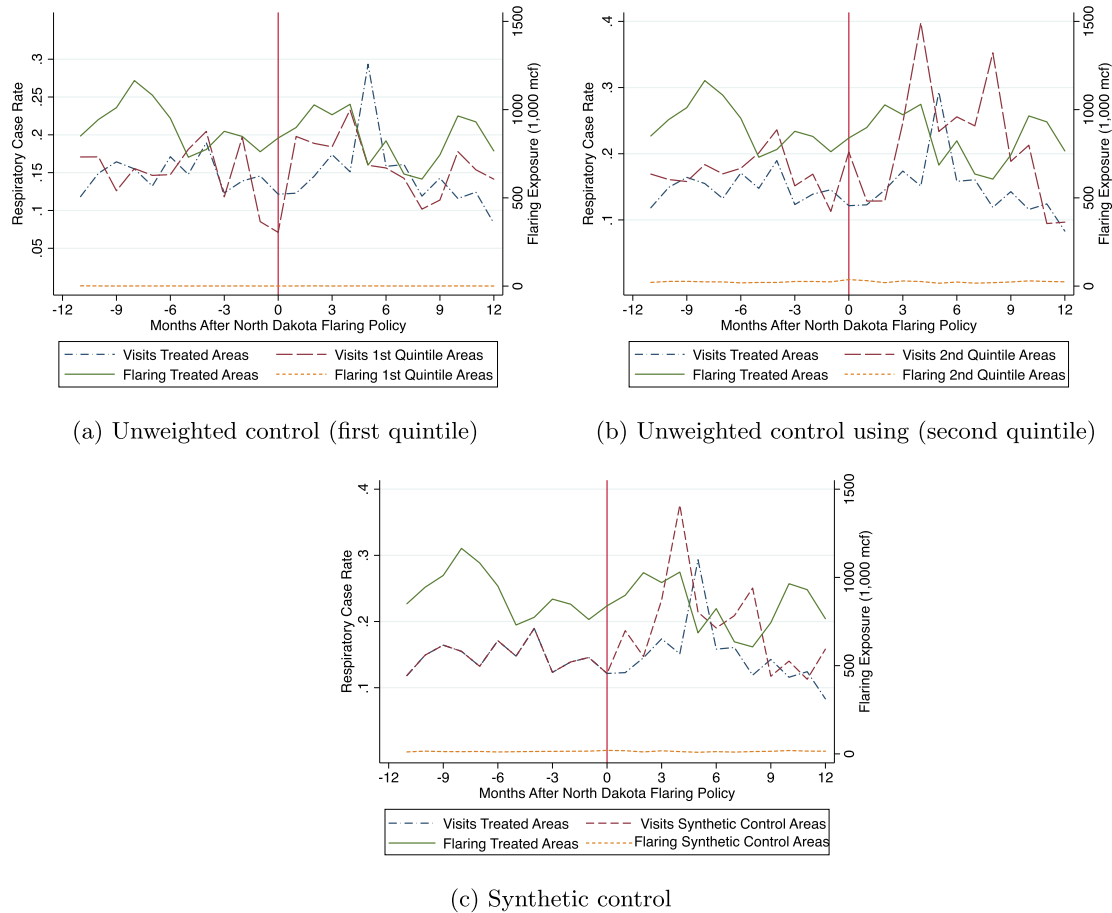 .05 .1 .15 .2 .25 .3
Respiratory Case Rate
0 500 1000 1500
Flaring Exposure (1,000 mcf)
-12 -9 -6 -3 0 3 6 9 12
Months After North Dakota Flaring Policy
Visits Treated Areas Visits 1st Quintile Areas
Flaring Treated Areas Flaring 1st Quintile Areas
(a) Unweighted control (first quintile)
.1 .2 .3 .4
Respiratory Case Rate
0 500 1000 1500
Flaring Exposure (1,000 mcf)
-12 -9 -6 -3 0 3 6 9 12
Months After North Dakota Flaring Policy
Visits Treated Areas Visits 2nd Quintile Areas
Flaring Treated Areas Flaring 2nd Quintile Areas
(b) Unweighted control using (second quintile)
.1 .2 .3 .4
Respiratory Case Rate
0 500 1000 1500
Flaring Exposure (1,000 mcf)
-12 -9 -6 -3 0 3 6 9 12
Months After North Dakota Flaring Policy
Visits Treated Areas Visits Synthetic Control Areas
Flaring Treated Areas Flaring Synthetic Control Areas
(c) Synthetic control